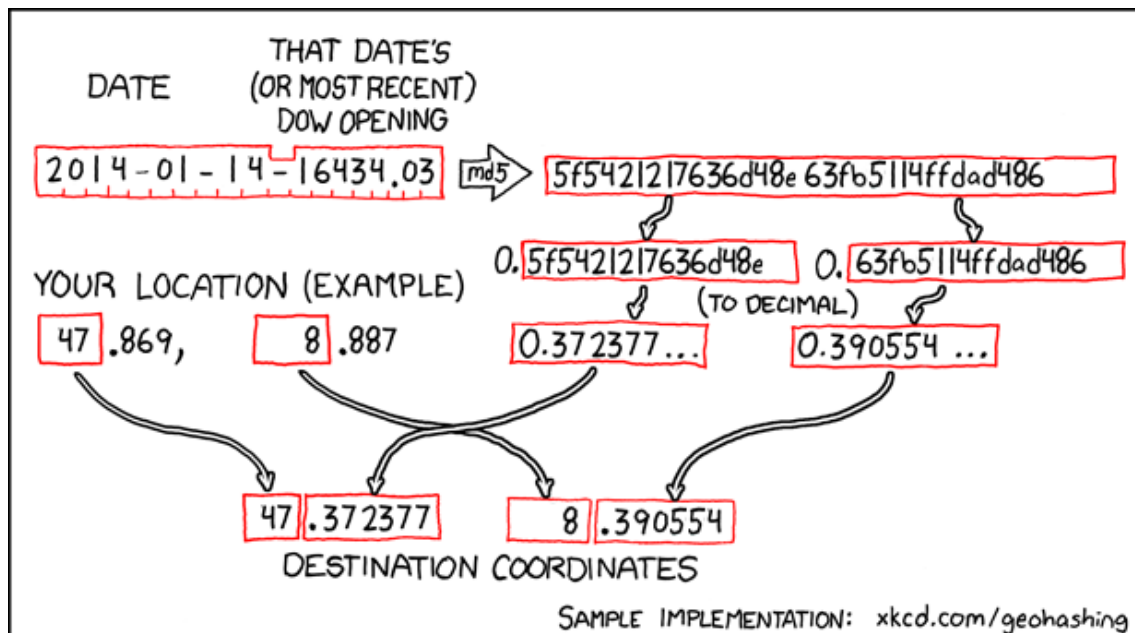 DATE
THAT DATE'S
(OR MOST RECENT)
DOW OPENING
2014-01-14-16434.03
md5
5f5421217636d48e63fb5114ffdad486
0.5f5421217636d48e
0.63fb5114ffdad486
(TO DECIMAL)
YOUR LOCATION (EXAMPLE)
47.869, 8.887
0.372377...
0.390554...
47.372377
8.390554
DESTINATION COORDINATES
SAMPLE IMPLEMENTATION: xkcd.com/geohashing